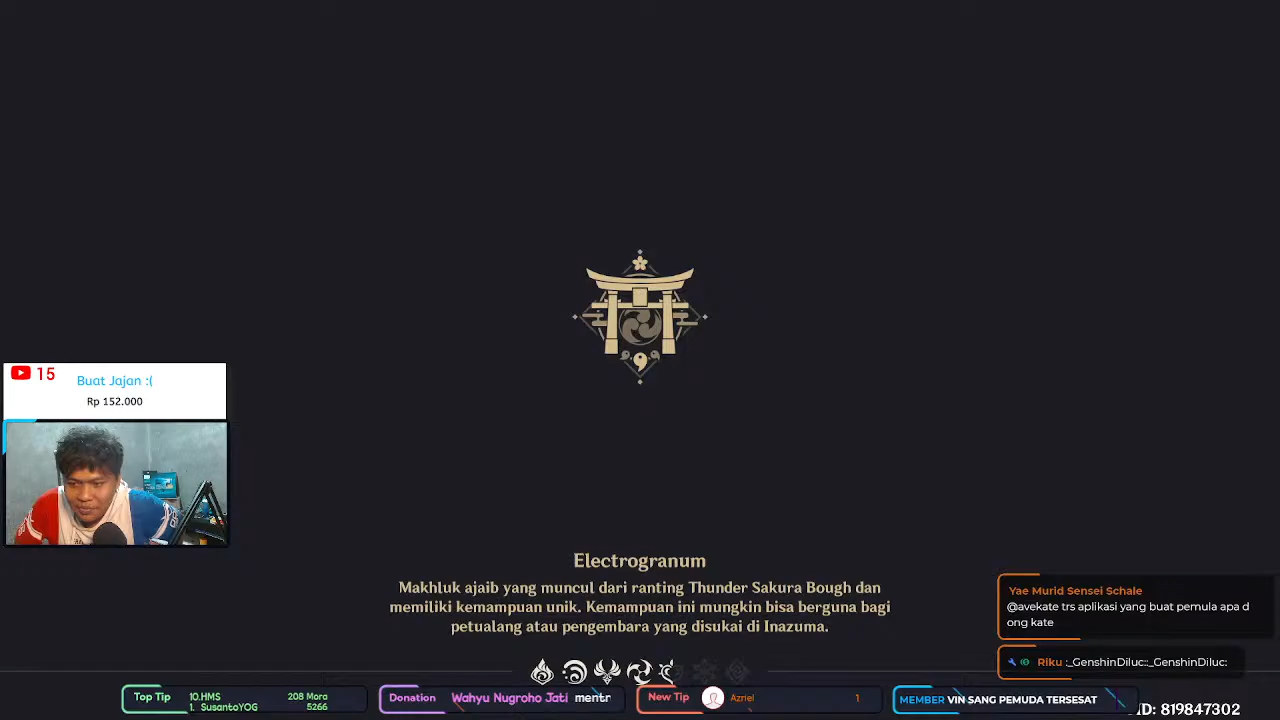 15
Buat Jajan :(
Rp 152.000
Electrogranum
Makhluk ajaib yang muncul dari ranting Thunder Sakura Bough dan
memiliki kemampuan unik. Kemampuan ini mungkin bisa berguna bagi
petualang atau pengembara yang disukai di Inazuma.
Yae Murid Sensei Schale
@avekate trs aplikasi yang buat pemula apa d
ong kate
Riku :_GenshinDiluc::_GenshinDiluc:
Top Tip
10.HMS 208 Mora
1. SusantoYOG 5266
Donation Wahyu Nugroho Jati mentr
New Tip Azriel 1
MEMBER VIN SANG PEMUDA TERSESAT
ID: 819847302